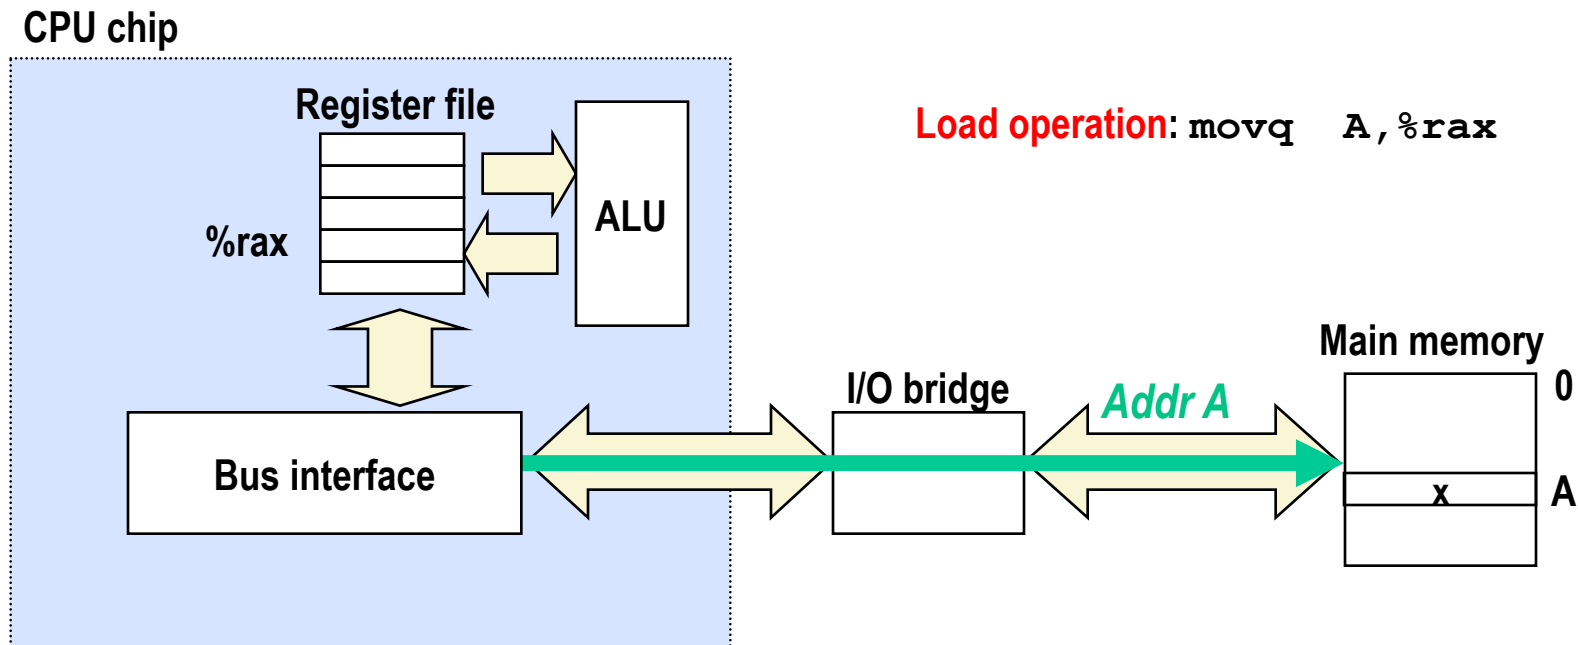 CPU chip
Register file
Load operation: movq A,%rax
ALU
%rax
Main memory
I/O bridge
Addr A
0
Bus interface
x
A